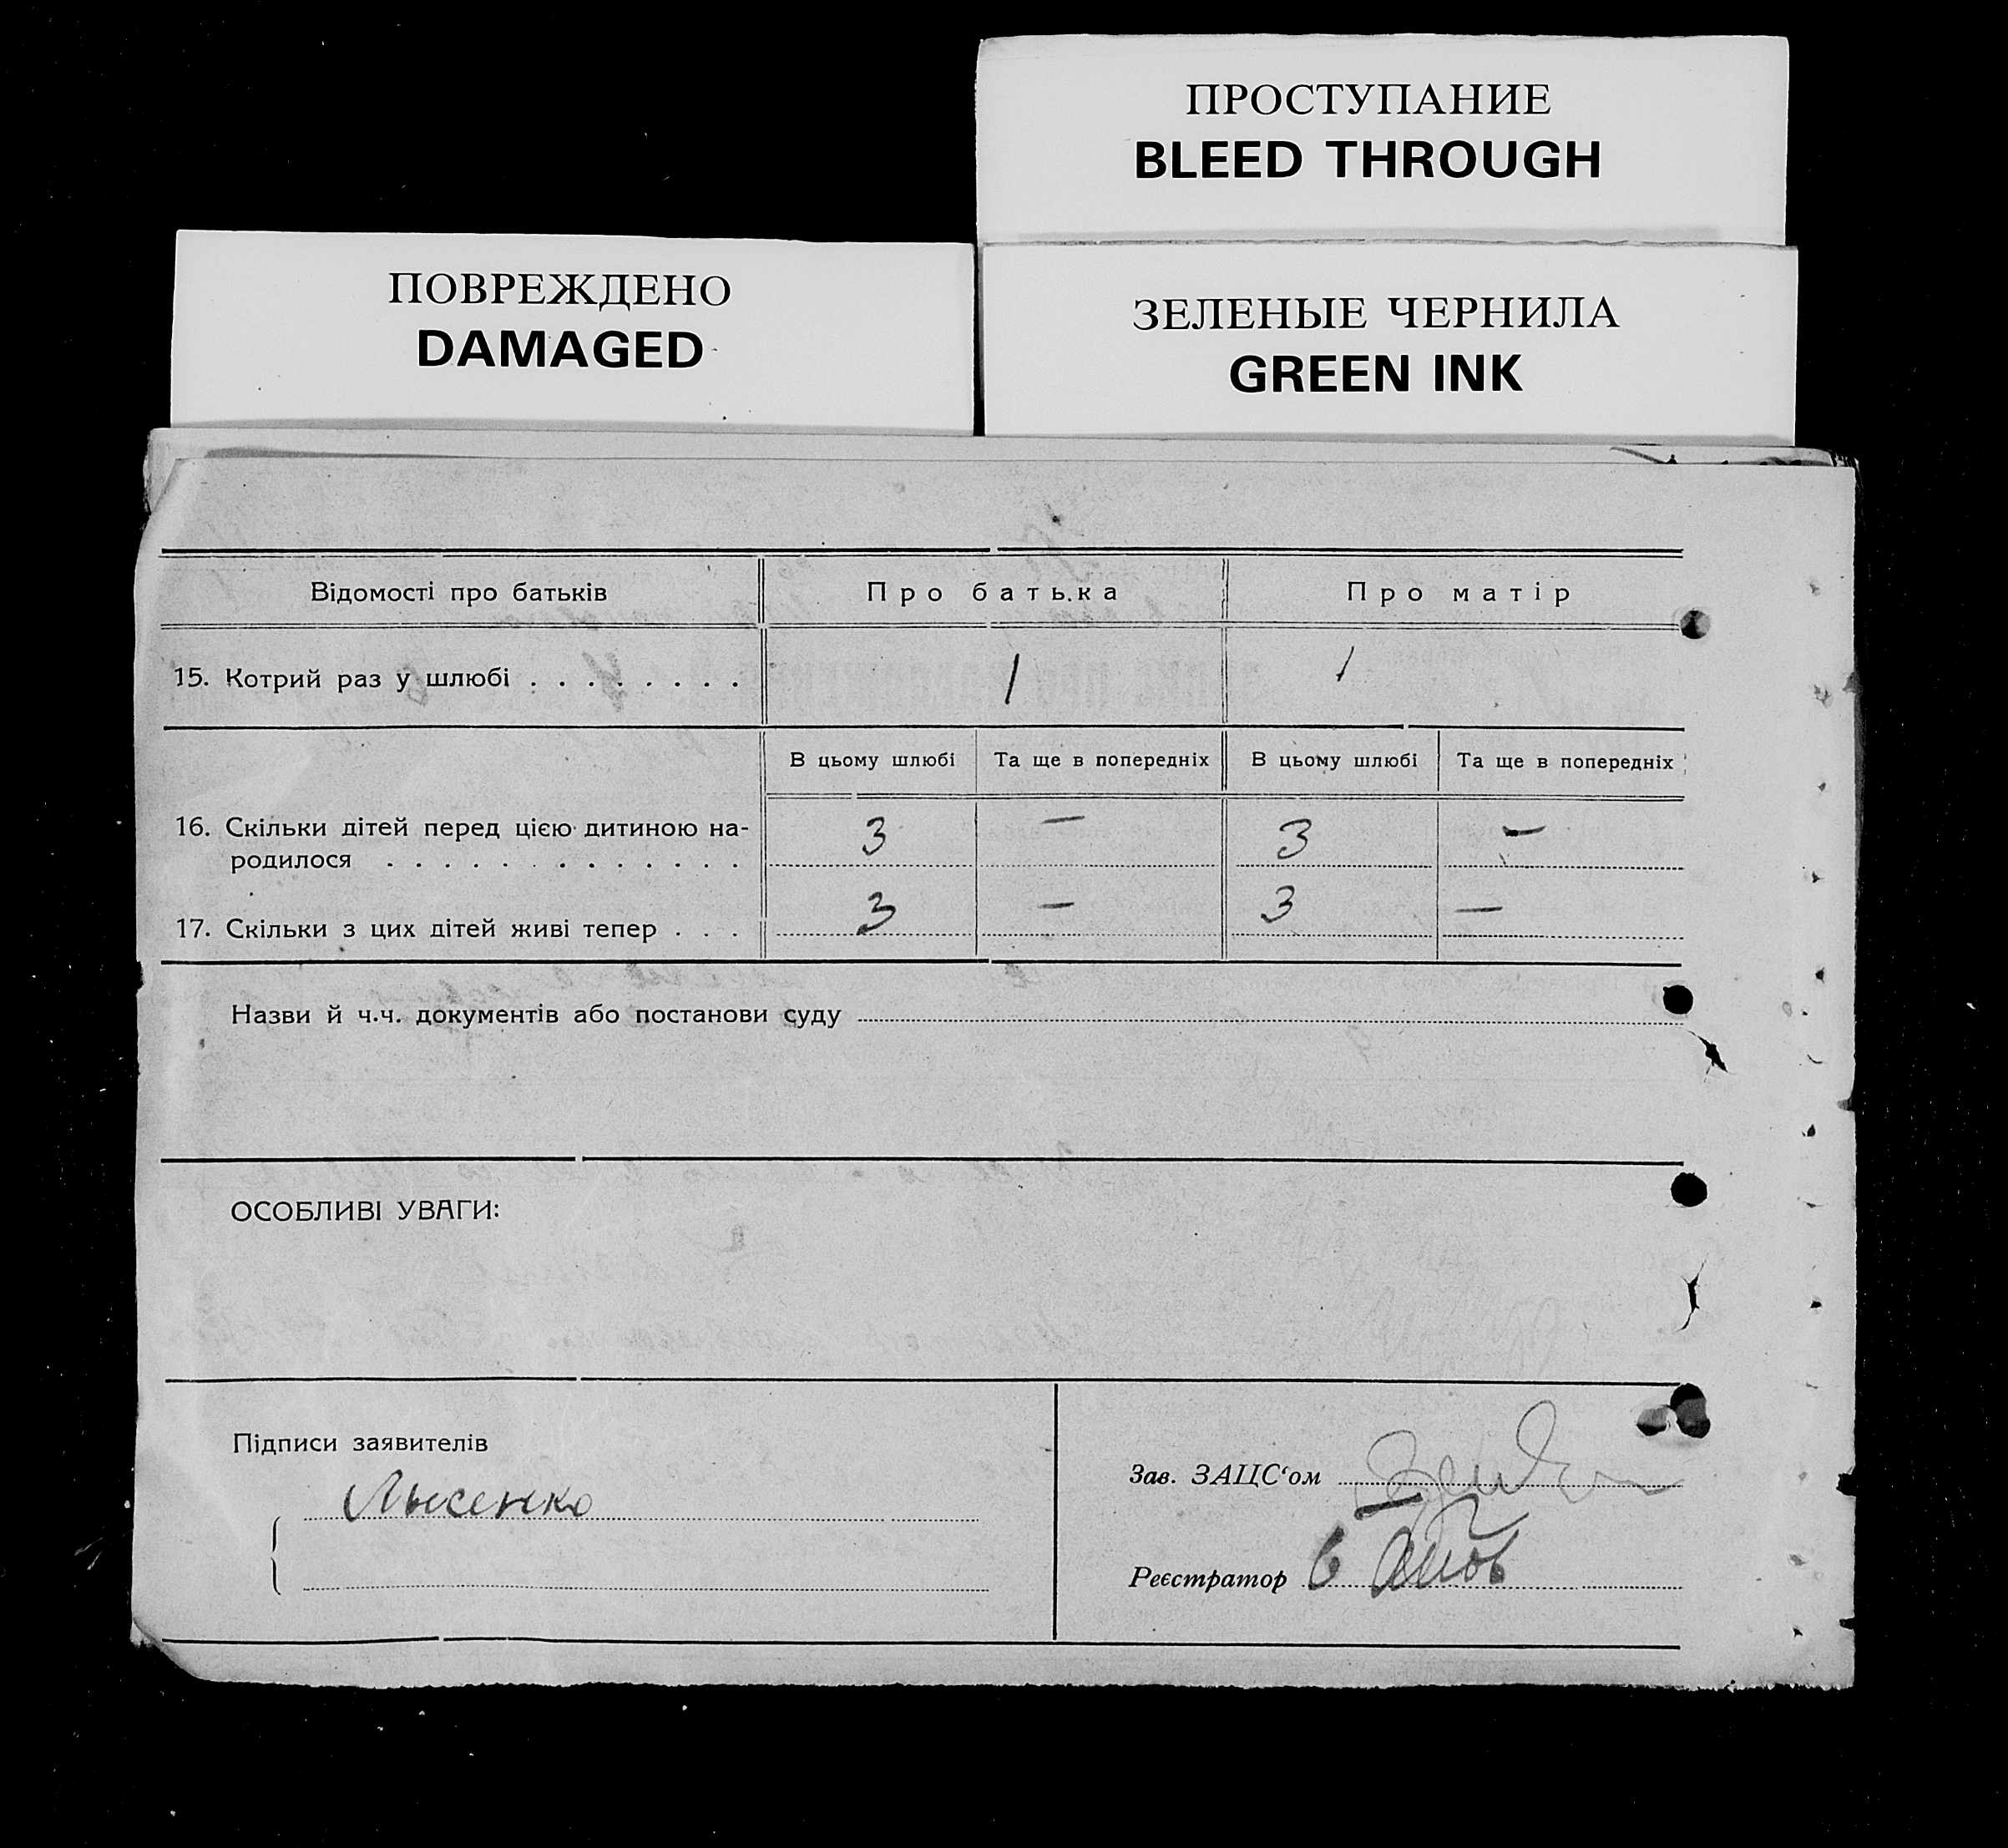 ПРОСТУПАНИЕ
BLEED THROUGH
ПОВРЕЖДЕНО
DAMAGED
ЗЕЛЕНЫЕ ЧЕРНИЛА
GREEN INK
Відомості про батьків Про батька Про матір
15. Котрий раз у шлюбі . . . . . . . . 1 1
В цьому шлюбі Та ще в попередніх В цьому шлюбі Та ще в попередніх
16. Скільки дітей перед цією дитиною на-
родилося . . . . . . . . . . . . . 3 — 3 —
17. Скільки з цих дітей живі тепер . . . 3 — 3 —
Назви й ч.ч. документів або постанови суду
ОСОБЛИВІ УВАГИ:
Підписи заявителів
Лысенко
Зав. ЗАЦС‘ом
Реєстратор